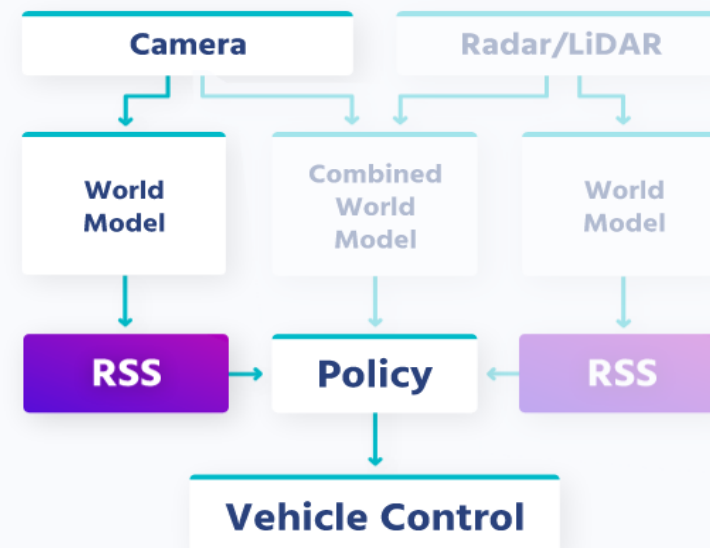 Camera
Radar/LiDAR
World
Model
Combined
World
Model
World
Model
RSS
Policy
RSS
Vehicle Control